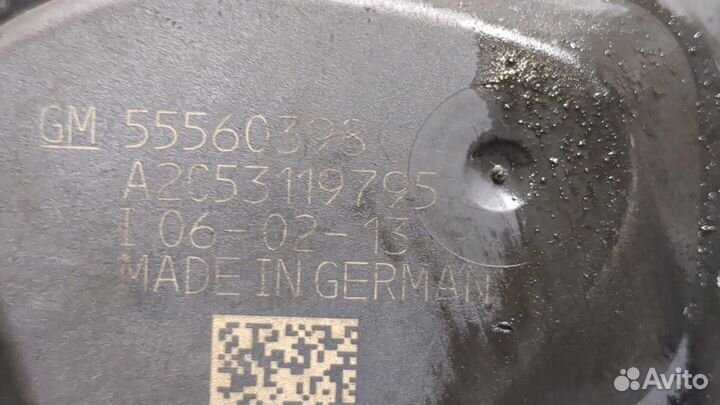 GM 55560398
A2C53119795
I 06-02-13
MADE IN GERMANY
Avito